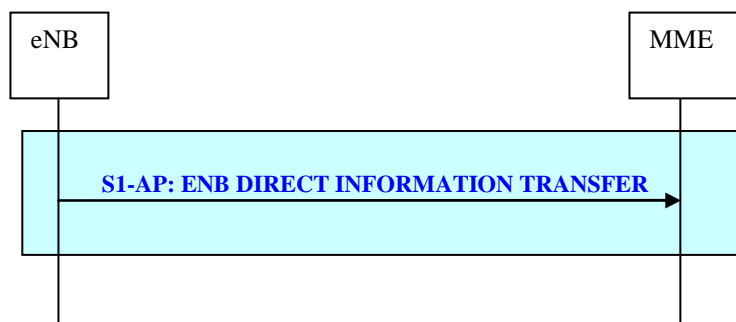 eNB
MME
S1-AP: ENB DIRECT INFORMATION TRANSFER